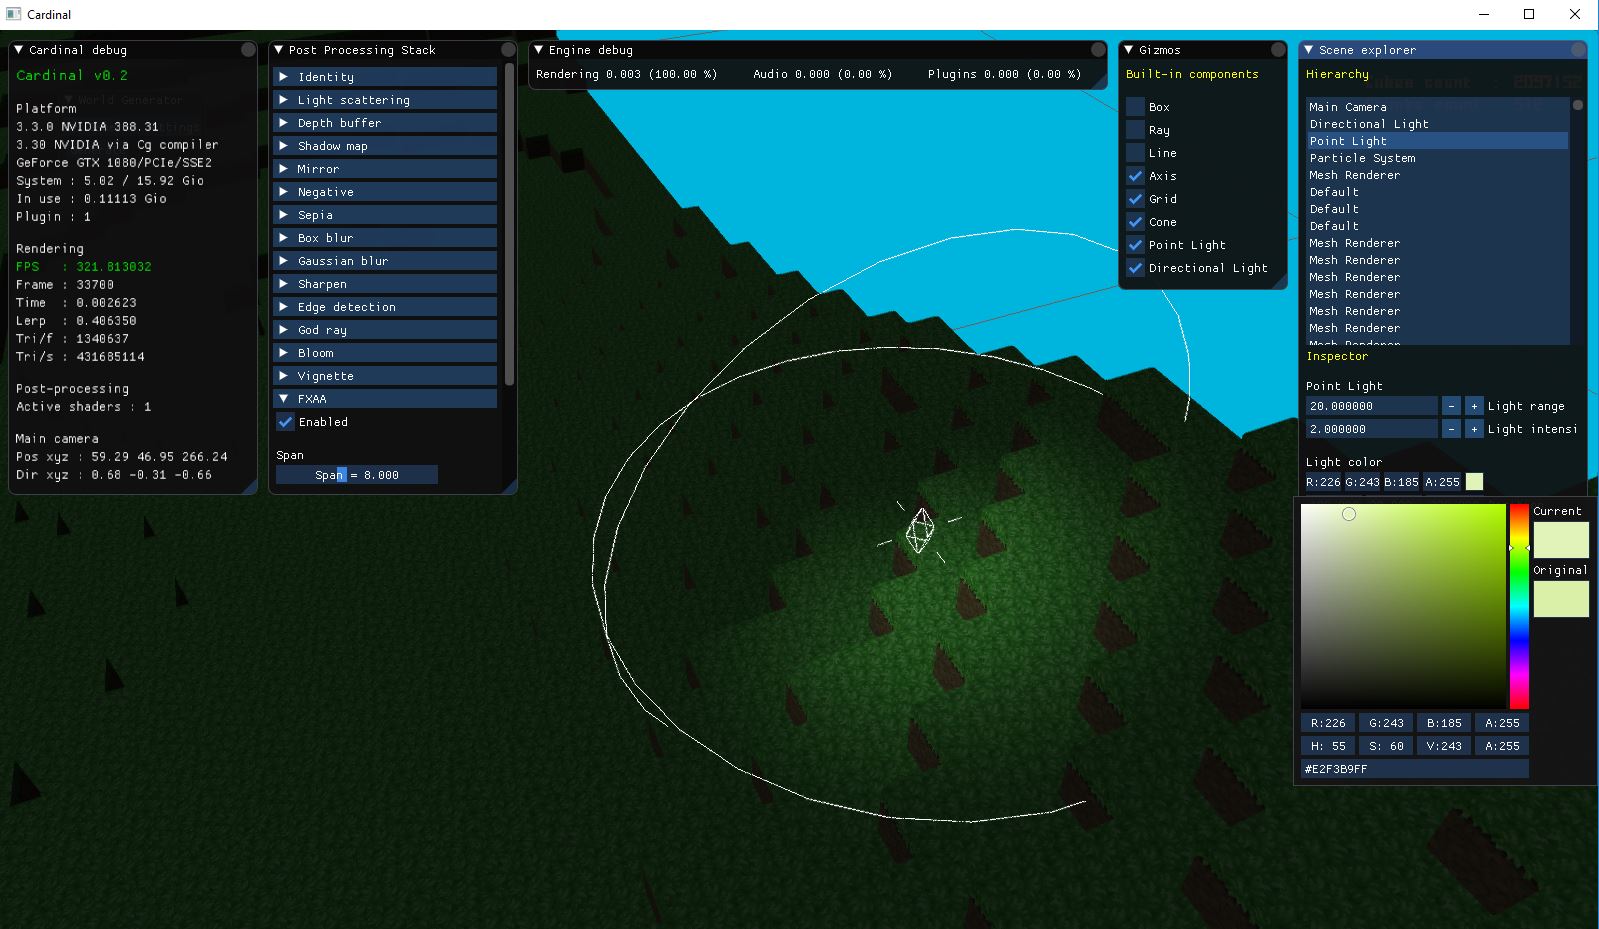 Cardinal
Cardinal debug
Cardinal v0.2
World Generator
Platform
3.3.0 NVIDIA 388.31
3.30 NVIDIA via Cg compiler
GeForce GTX 1080/PCIe/SSE2
System : 5.02 / 15.92 Gio
In use : 0.11113 Gio
Plugin : 1
Rendering
FPS : 321.813032
Frame : 33700
Time : 0.002623
Lerp : 0.406350
Tri/f : 1340637
Tri/s : 431685114
Post-processing
Active shaders : 1
Main camera
Pos xyz : 59.29 46.95 266.24
Dir xyz : 0.68 -0.31 -0.66
Post Processing Stack
Identity
Light scattering
Depth buffer
Shadow map
Mirror
Negative
Sepia
Box blur
Gaussian blur
Sharpen
Edge detection
God ray
Bloom
Vignette
FXAA
Enabled
Span
Span = 8.000
Engine debug
Rendering 0.003 (100.00 %) Audio 0.000 (0.00 %) Plugins 0.000 (0.00 %)
Gizmos
Built-in components
Box
Ray
Line
Axis
Grid
Cone
Point Light
Directional Light
Scene explorer
Hierarchy
Main Camera
Directional Light
Point Light
Particle System
Mesh Renderer
Default
Default
Default
Mesh Renderer
Mesh Renderer
Mesh Renderer
Mesh Renderer
Mesh Renderer
Mesh Renderer
Mesh Renderer
Inspector
Point Light
20.000000 - + Light range
2.000000 - + Light intensi
Light color
R:226 G:243 B:185 A:255
Current
Original
R:226 G:243 B:185 A:255
H: 55 S: 60 V:243 A:255
#E2F3B9FF